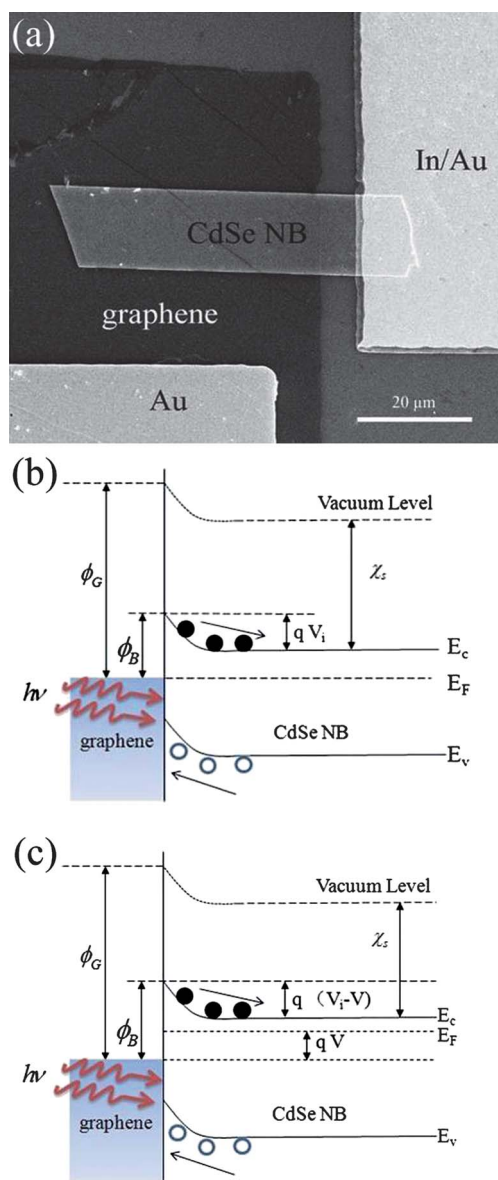 (a)
In/Au
CdSe NB
graphene
Au
20 μm
(b)
Vacuum Level
ϕG
χs
ϕB
q Vi
Ec
EF
hν
graphene
CdSe NB
Ev
(c)
Vacuum Level
ϕG
χs
q (Vi-V)
ϕB
Ec
EF
q V
hν
graphene
CdSe NB
Ev